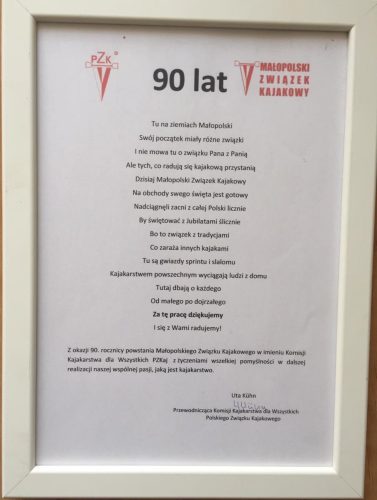 PZK
90 lat
MAŁOPOLSKI
ZWIĄZEK
KAJAKOWY
Tu na ziemiach Małopolski
Swój początek miały różne związki
I nie mowa tu o związku Pana z Panią
Ale tych, co radują się kajakową przystanią
Dzisiaj Małopolski Związek Kajakowy
Na obchody swego święta jest gotowy
Nadciągnęli zacni z całej Polski licznie
By świętować z Jubilatami ślicznie
Bo to związek z tradycjami
Co zaraża innych kajakami
Tu są gwiazdy sprintu i slalomu
Kajakarstwem powszechnym wyciągają ludzi z domu
Tutaj dbają o każdego
Od małego po dojrzałego
Za tę pracę dziękujemy
I się z Wami radujemy!
Z okazji 90. rocznicy powstania Małopolskiego Związku Kajakowego w imieniu Komisji
Kajakarstwa dla Wszystkich PZKaj z życzeniami wszelkiej pomyślności w dalszej
realizacji naszej wspólnej pasji, jaką jest kajakarstwo.
Uta Kühn
Przewodnicząca Komisji Kajakarstwa dla Wszystkich
Polskiego Związku Kajakowego